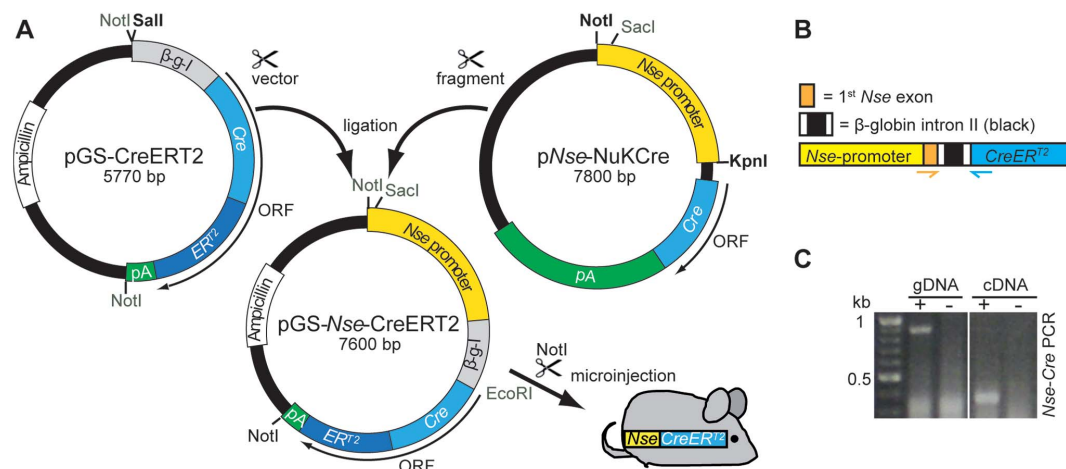 A
NotI SalI
β-g-I
Cre
ERT2
pA
NotI
Ampicillin
ORF
pGS-CreERT2
5770 bp
vector
ligation
fragment
NotI
SacI
Nse promoter
KpnI
Cre
ORF
pA
pNse-NuKCre
7800 bp
NotI
SacI
Nse promoter
β-g-I
EcoRI
Cre
ERT2
ORF
pA
NotI
Ampicillin
pGS-Nse-CreERT2
7600 bp
NotI
microinjection
Nse CreERT2
B
= 1st Nse exon
= β-globin intron II (black)
Nse-promoter
CreERT2
C
gDNA cDNA
kb + - + -
1
0.5
Nse-Cre PCR